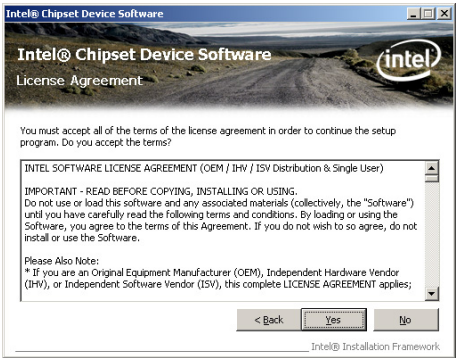 Intel® Chipset Device Software
Intel® Chipset Device Software
License Agreement
intel®
You must accept all of the terms of the license agreement in order to continue the setup
program. Do you accept the terms?
INTEL SOFTWARE LICENSE AGREEMENT (OEM / IHV / ISV Distribution & Single User)
IMPORTANT - READ BEFORE COPYING, INSTALLING OR USING.
Do not use or load this software and any associated materials (collectively, the "Software")
until you have carefully read the following terms and conditions. By loading or using the
Software, you agree to the terms of this Agreement. If you do not wish to so agree, do not
install or use the Software.
Please Also Note:
* If you are an Original Equipment Manufacturer (OEM), Independent Hardware Vendor
(IHV), or Independent Software Vendor (ISV), this complete LICENSE AGREEMENT applies;
< Back
Yes
No
Intel® Installation Framework